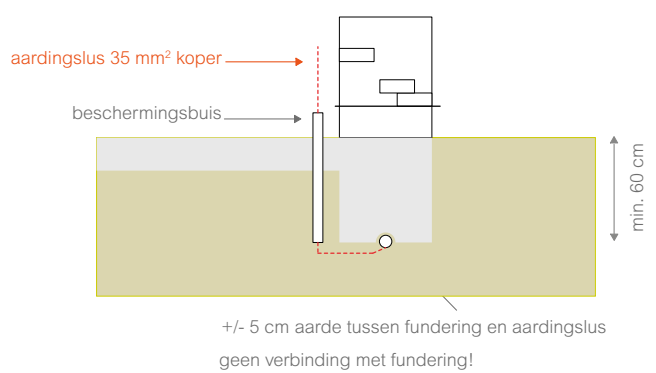 aardingslus 35 mm² koper
beschermingsbuis
min. 60 cm
+/- 5 cm aarde tussen fundering en aardingslus
geen verbinding met fundering!